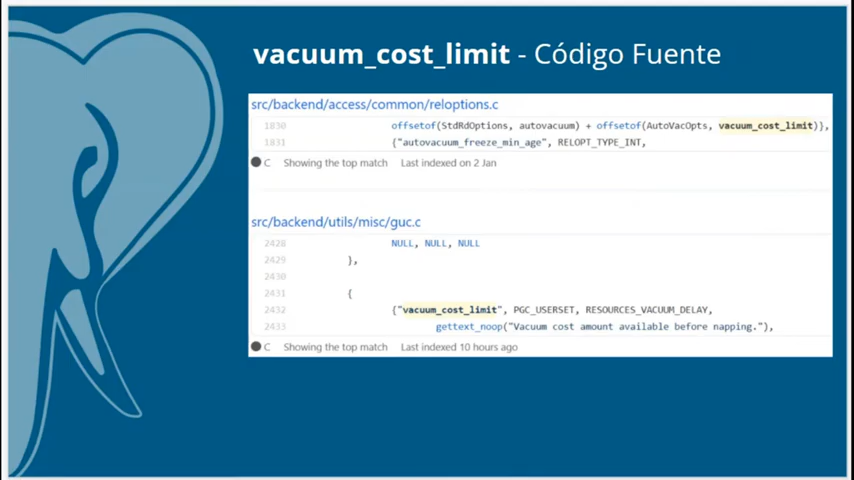 vacuum_cost_limit - Código Fuente
src/backend/access/common/reloptions.c
1830 offsetof(StdRdOptions, autovacuum) + offsetof(AutoVacOpts, vacuum_cost_limit)},
1831 {"autovacuum_freeze_min_age", RELOPT_TYPE_INT,
C Showing the top match Last indexed on 2 Jan
src/backend/utils/misc/guc.c
2428 NULL, NULL, NULL
2429 },
2430
2431 {
2432 {"vacuum_cost_limit", PGC_USERSET, RESOURCES_VACUUM_DELAY,
2433 gettext_noop("Vacuum cost amount available before napping."),
C Showing the top match Last indexed 10 hours ago